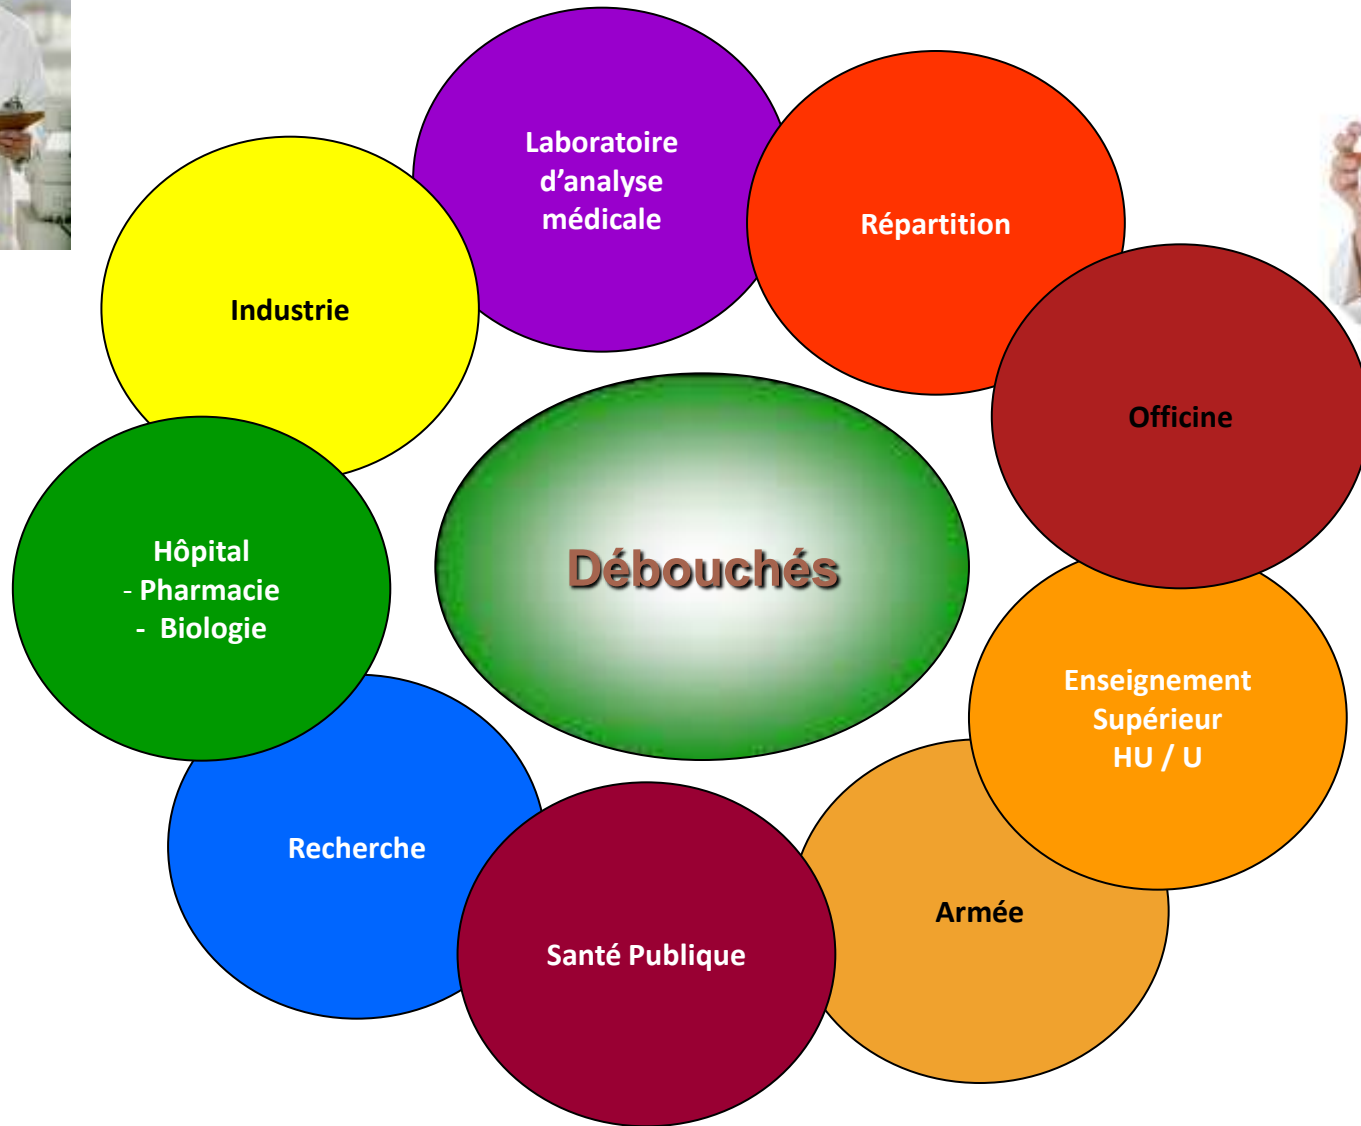 Laboratoire
d’analyse
médicale
Répartition
Industrie
Officine
Débouchés
Hôpital
- Pharmacie
- Biologie
Enseignement
Supérieur
HU / U
Recherche
Armée
Santé Publique